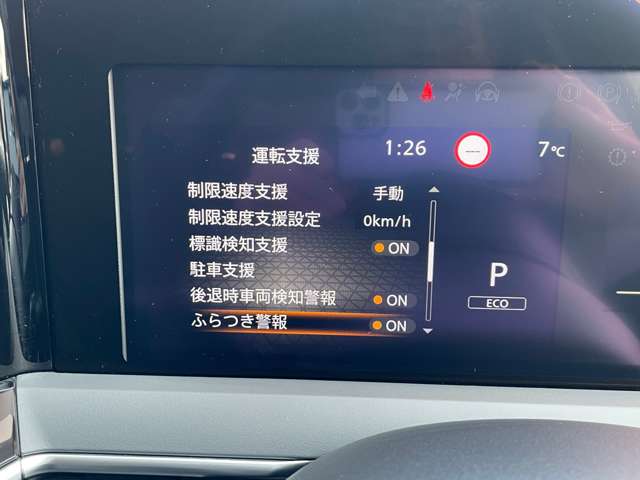 運転支援 1:26 --- 7℃
制限速度支援 手動
制限速度支援設定 0km/h
標識検知支援 ON
駐車支援
後退時車両検知警報 ON
ふらつき警報 ON
P
ECO